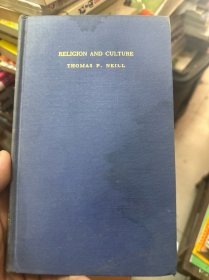 RELIGION AND CULTURE
THOMAS P. NEILL